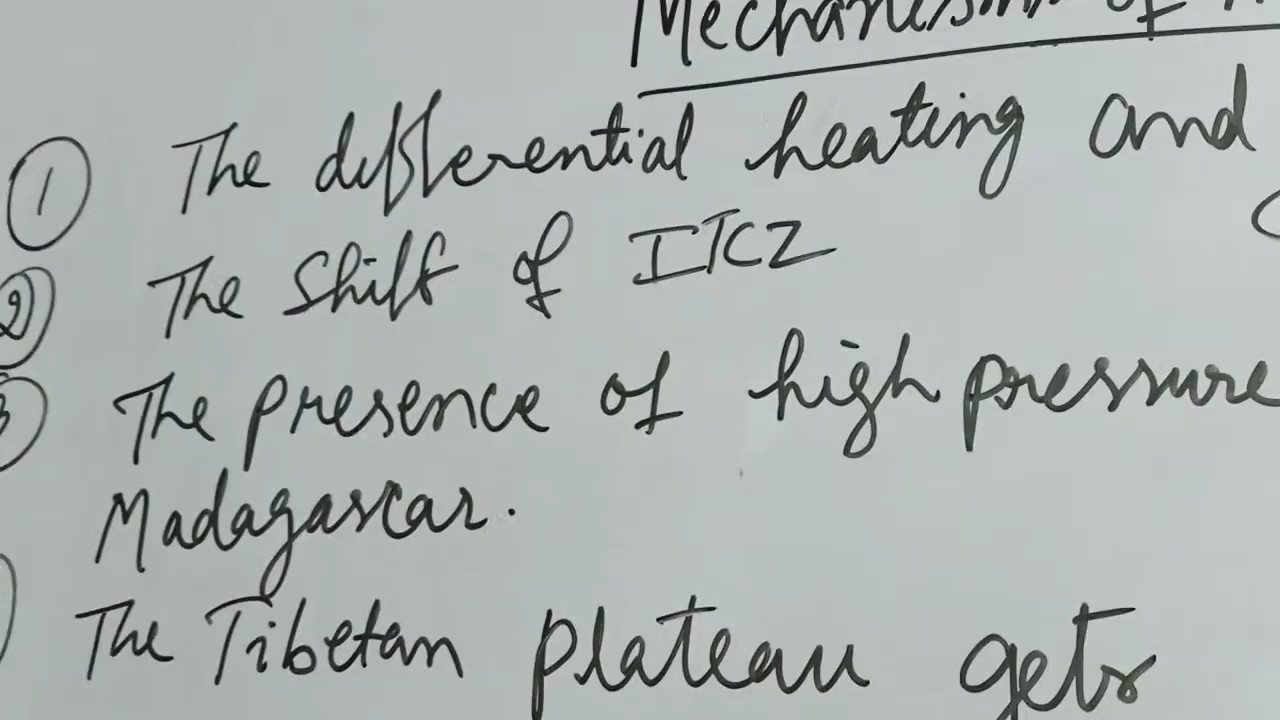 Mechanism of
① The differential heating and
② The Shift of ITCZ
③ The presence of high pressure
Madagascar.
The Tibetan plateau gets